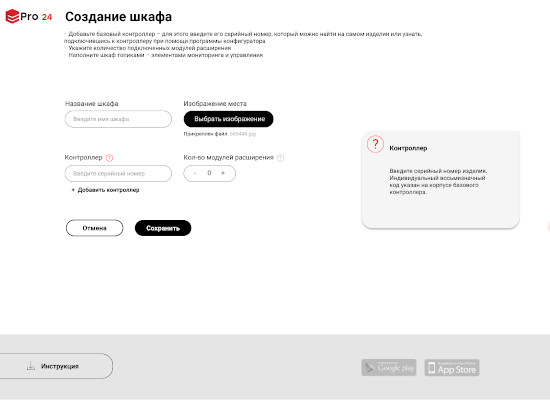 Pro 24
Создание шкафа
· Добавьте базовый контроллер – для этого введите его серийный номер, который можно найти на самом изделии или узнать,
подключившись к контроллеру при помощи программы конфигуратора
· Укажите количество подключенных модулей расширения
· Наполните шкаф топиками – элементами мониторинга и управления
Название шкафа
Изображение места
Введите имя шкафа
Выбрать изображение
Прикреплен файл: .jpg
?
Контроллер
Введите серийный номер изделия.
Индивидуальный восьмизначный
код указан на корпусе базового
контроллера.
Контроллер ?
Кол-во модулей расширения ?
Введите серийный номер
- 0 +
+ Добавить контроллер
Отмена
Сохранить
Инструкция
Google play
App Store